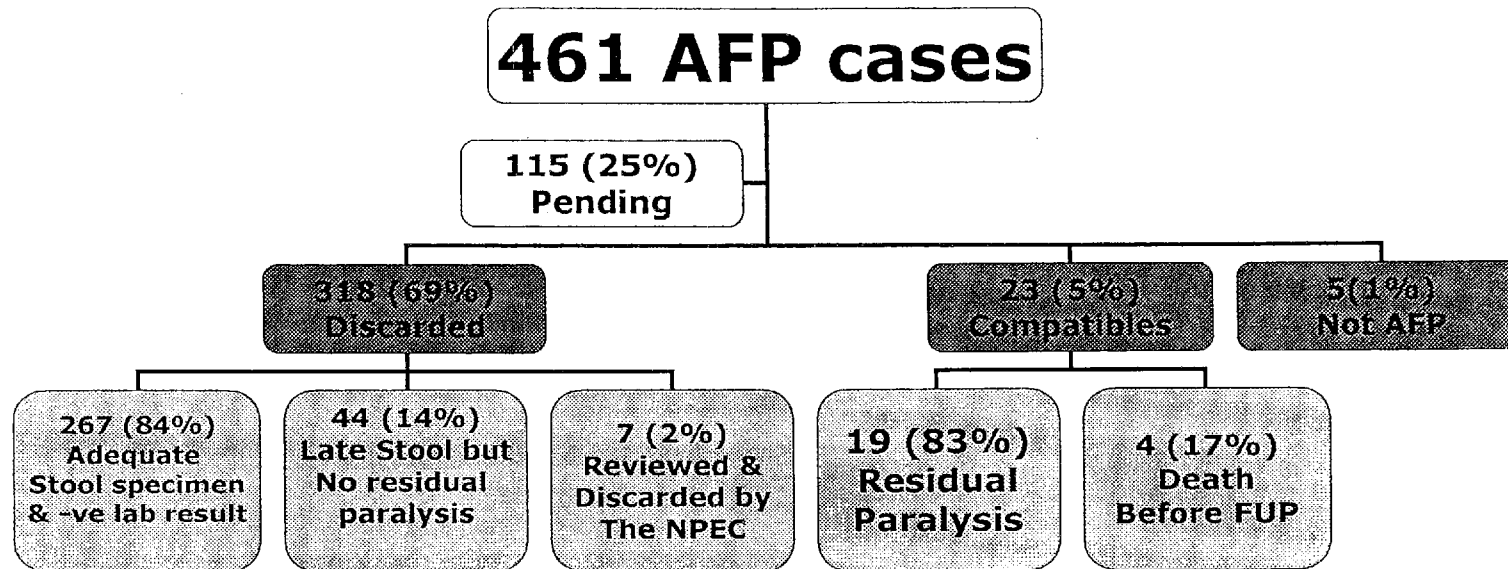 461 AFP cases
115 (25%)
Pending
318 (69%)
Discarded
23 (5%)
Compatibles
5(1%)
Not AFP
267 (84%)
Adequate
Stool specimen
& -ve lab result
44 (14%)
Late Stool but
No residual
paralysis
7 (2%)
Reviewed &
Discarded by
The NPEC
19 (83%)
Residual
Paralysis
4 (17%)
Death
Before FUP